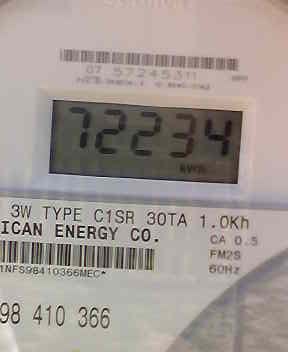 07 57245311
72234
kWh
3W TYPE C1SR 30TA 1.0Kh
ICAN ENERGY CO.
CA 0.5
FM2S
60Hz
1NFS98410366MEC*
98 410 366